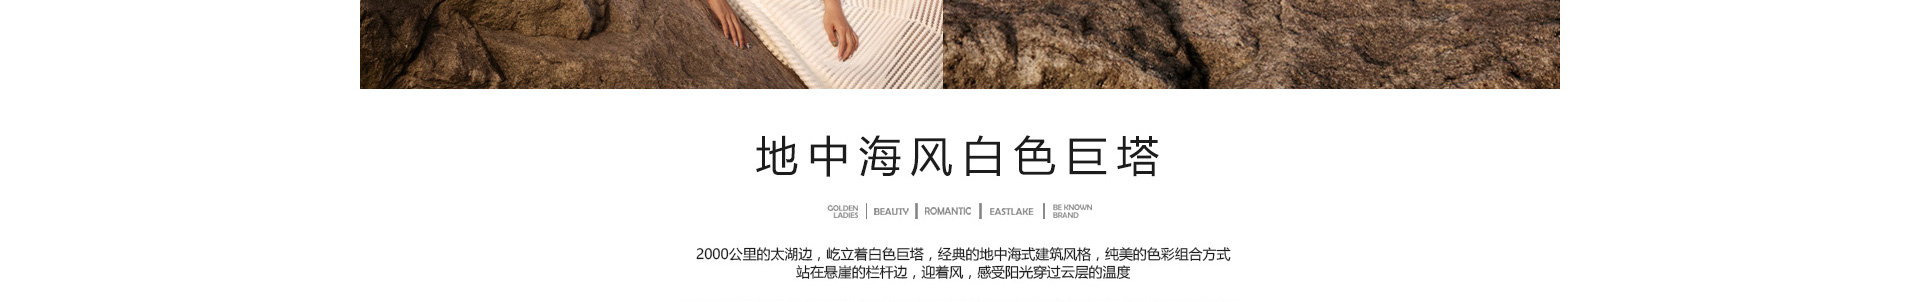 地中海风白色巨塔
GOLDEN LADIES | BEAUTY | ROMANTIC | EASTLAKE | BE KNOWN BRAND
2000公里的太湖边，屹立着白色巨塔，经典的地中海式建筑风格，纯美的色彩组合方式
站在悬崖的栏杆边，迎着风，感受阳光穿过云层的温度